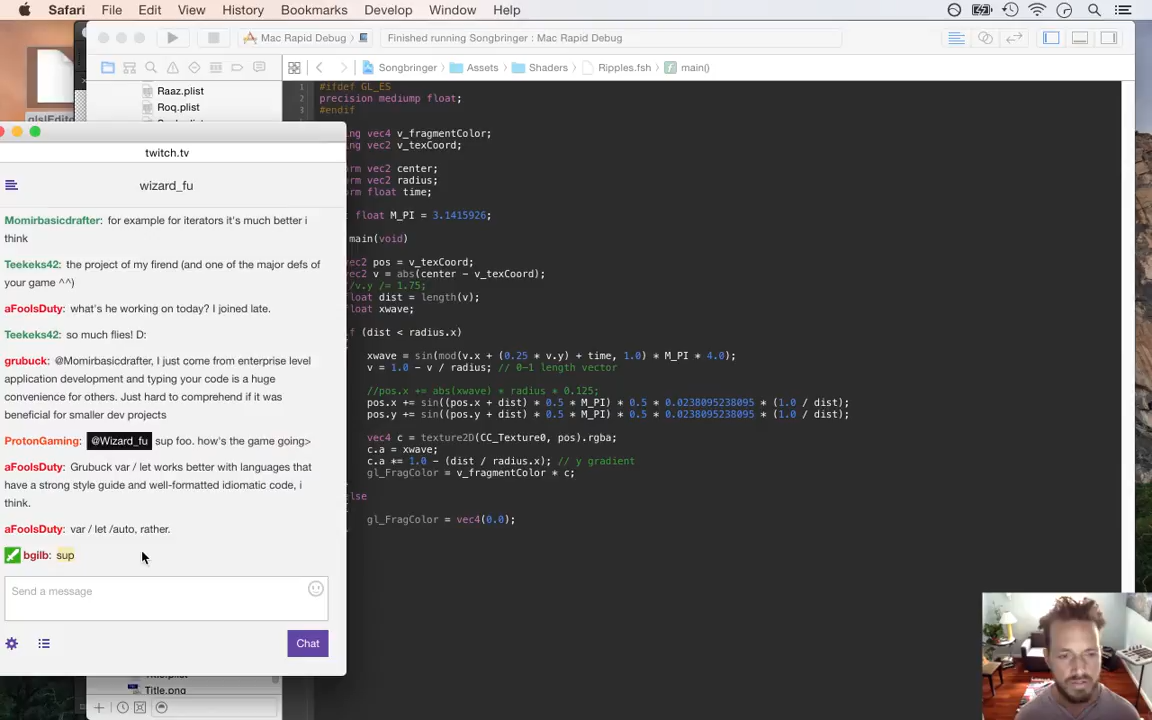 Safari File Edit View History Bookmarks Develop Window Help
Mac Rapid Debug
Finished running Songbringer : Mac Rapid Debug
Songbringer Assets Shaders Ripples.fsh main()
Raaz.plist
Roq.plist
twitch.tv
wizard_fu
Momirbasicdrafter: for example for iterators it's much better i
think
Teekeks42: the project of my firend (and one of the major defs of
your game ^^)
aFoolsDuty: what's he working on today? I joined late.
Teekeks42: so much flies! D:
grubuck: @Momirbasicdrafter, I just come from enterprise level
application development and typing your code is a huge
convenience for others. Just hard to comprehend if it was
beneficial for smaller dev projects
ProtonGaming: @Wizard_fu sup foo. how's the game going>
aFoolsDuty: Grubuck var / let works better with languages that
have a strong style guide and well-formatted idiomatic code, i
think.
aFoolsDuty: var / let /auto, rather.
bgilb: sup
Send a message
Chat
Title.png
1 #ifdef GL_ES
2 precision mediump float;
3 #endif
ng vec4 v_fragmentColor;
ng vec2 v_texCoord;
rm vec2 center;
rm vec2 radius;
rm float time;
t float M_PI = 3.1415926;
main(void)
vec2 pos = v_texCoord;
vec2 v = abs(center - v_texCoord);
//v.y /= 1.75;
float dist = length(v);
float xwave;
if (dist < radius.x)
xwave = sin(mod(v.x + (0.25 * v.y) + time, 1.0) * M_PI * 4.0);
v = 1.0 - v / radius; // 0-1 length vector
//pos.x += abs(xwave) * radius * 0.125;
pos.x += sin((pos.x + dist) * 0.5 * M_PI) * 0.5 * 0.0238095238095 * (1.0 / dist);
pos.y += sin((pos.y + dist) * 0.5 * M_PI) * 0.5 * 0.0238095238095 * (1.0 / dist);
vec4 c = texture2D(CC_Texture0, pos).rgba;
c.a = xwave;
c.a *= 1.0 - (dist / radius.x); // y gradient
gl_FragColor = v_fragmentColor * c;
else
gl_FragColor = vec4(0.0);